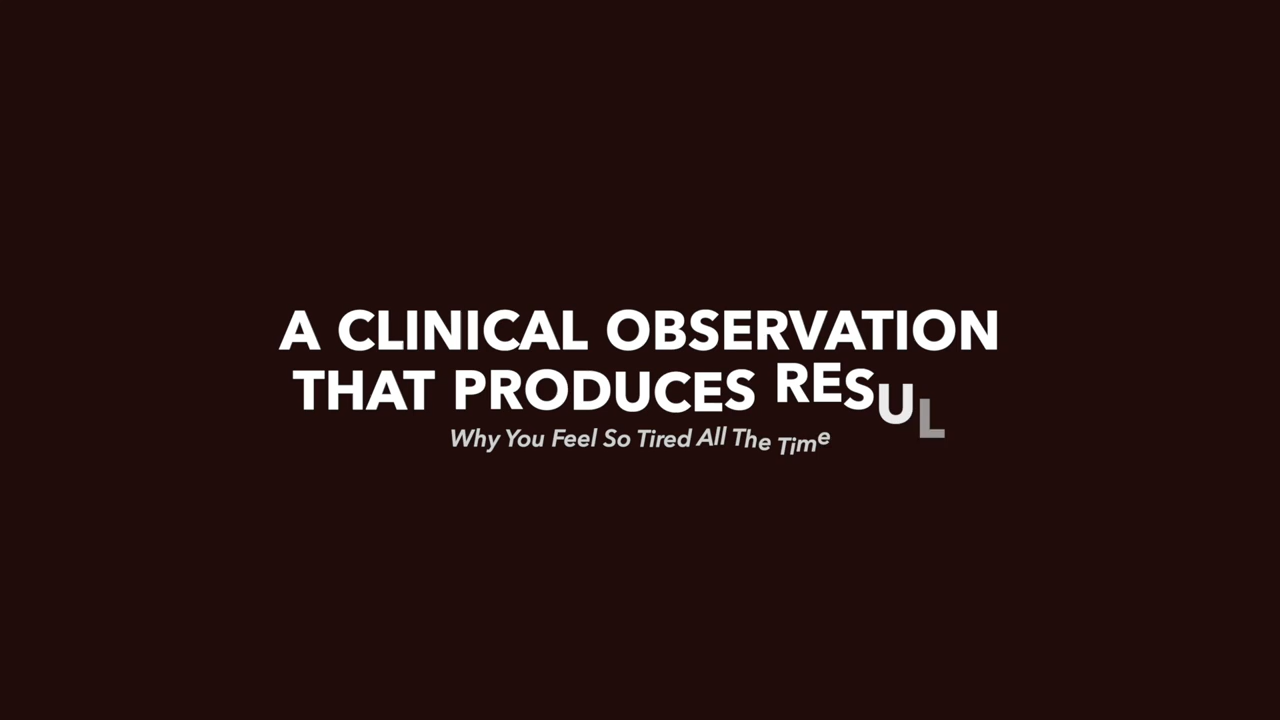 A CLINICAL OBSERVATION
THAT PRODUCES RESUL
Why You Feel So Tired All The Time